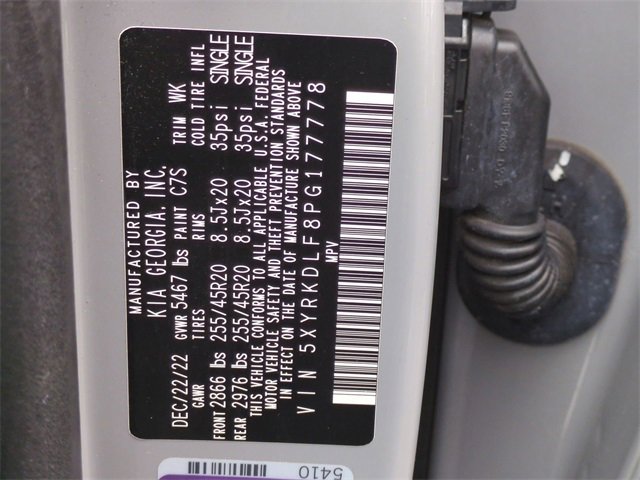 MANUFACTURED BY
KIA GEORGIA, INC.
DEC/22/22 GVWR 5467 lbs PAINT C7S TRIM WK
GAWR TIRES RIMS COLD TIRE INFL
FRONT 2866 lbs 255/45R20 8.5Jx20 35psi SINGLE
REAR 2976 lbs 255/45R20 8.5Jx20 35psi SINGLE
THIS VEHICLE CONFORMS TO ALL APPLICABLE U.S.A. FEDERAL
MOTOR VEHICLE SAFETY AND THEFT PREVENTION STANDARDS
IN EFFECT ON THE DATE OF MANUFACTURE SHOWN ABOVE.
VIN 5XYRKDLF8PG177778
MPV
5410